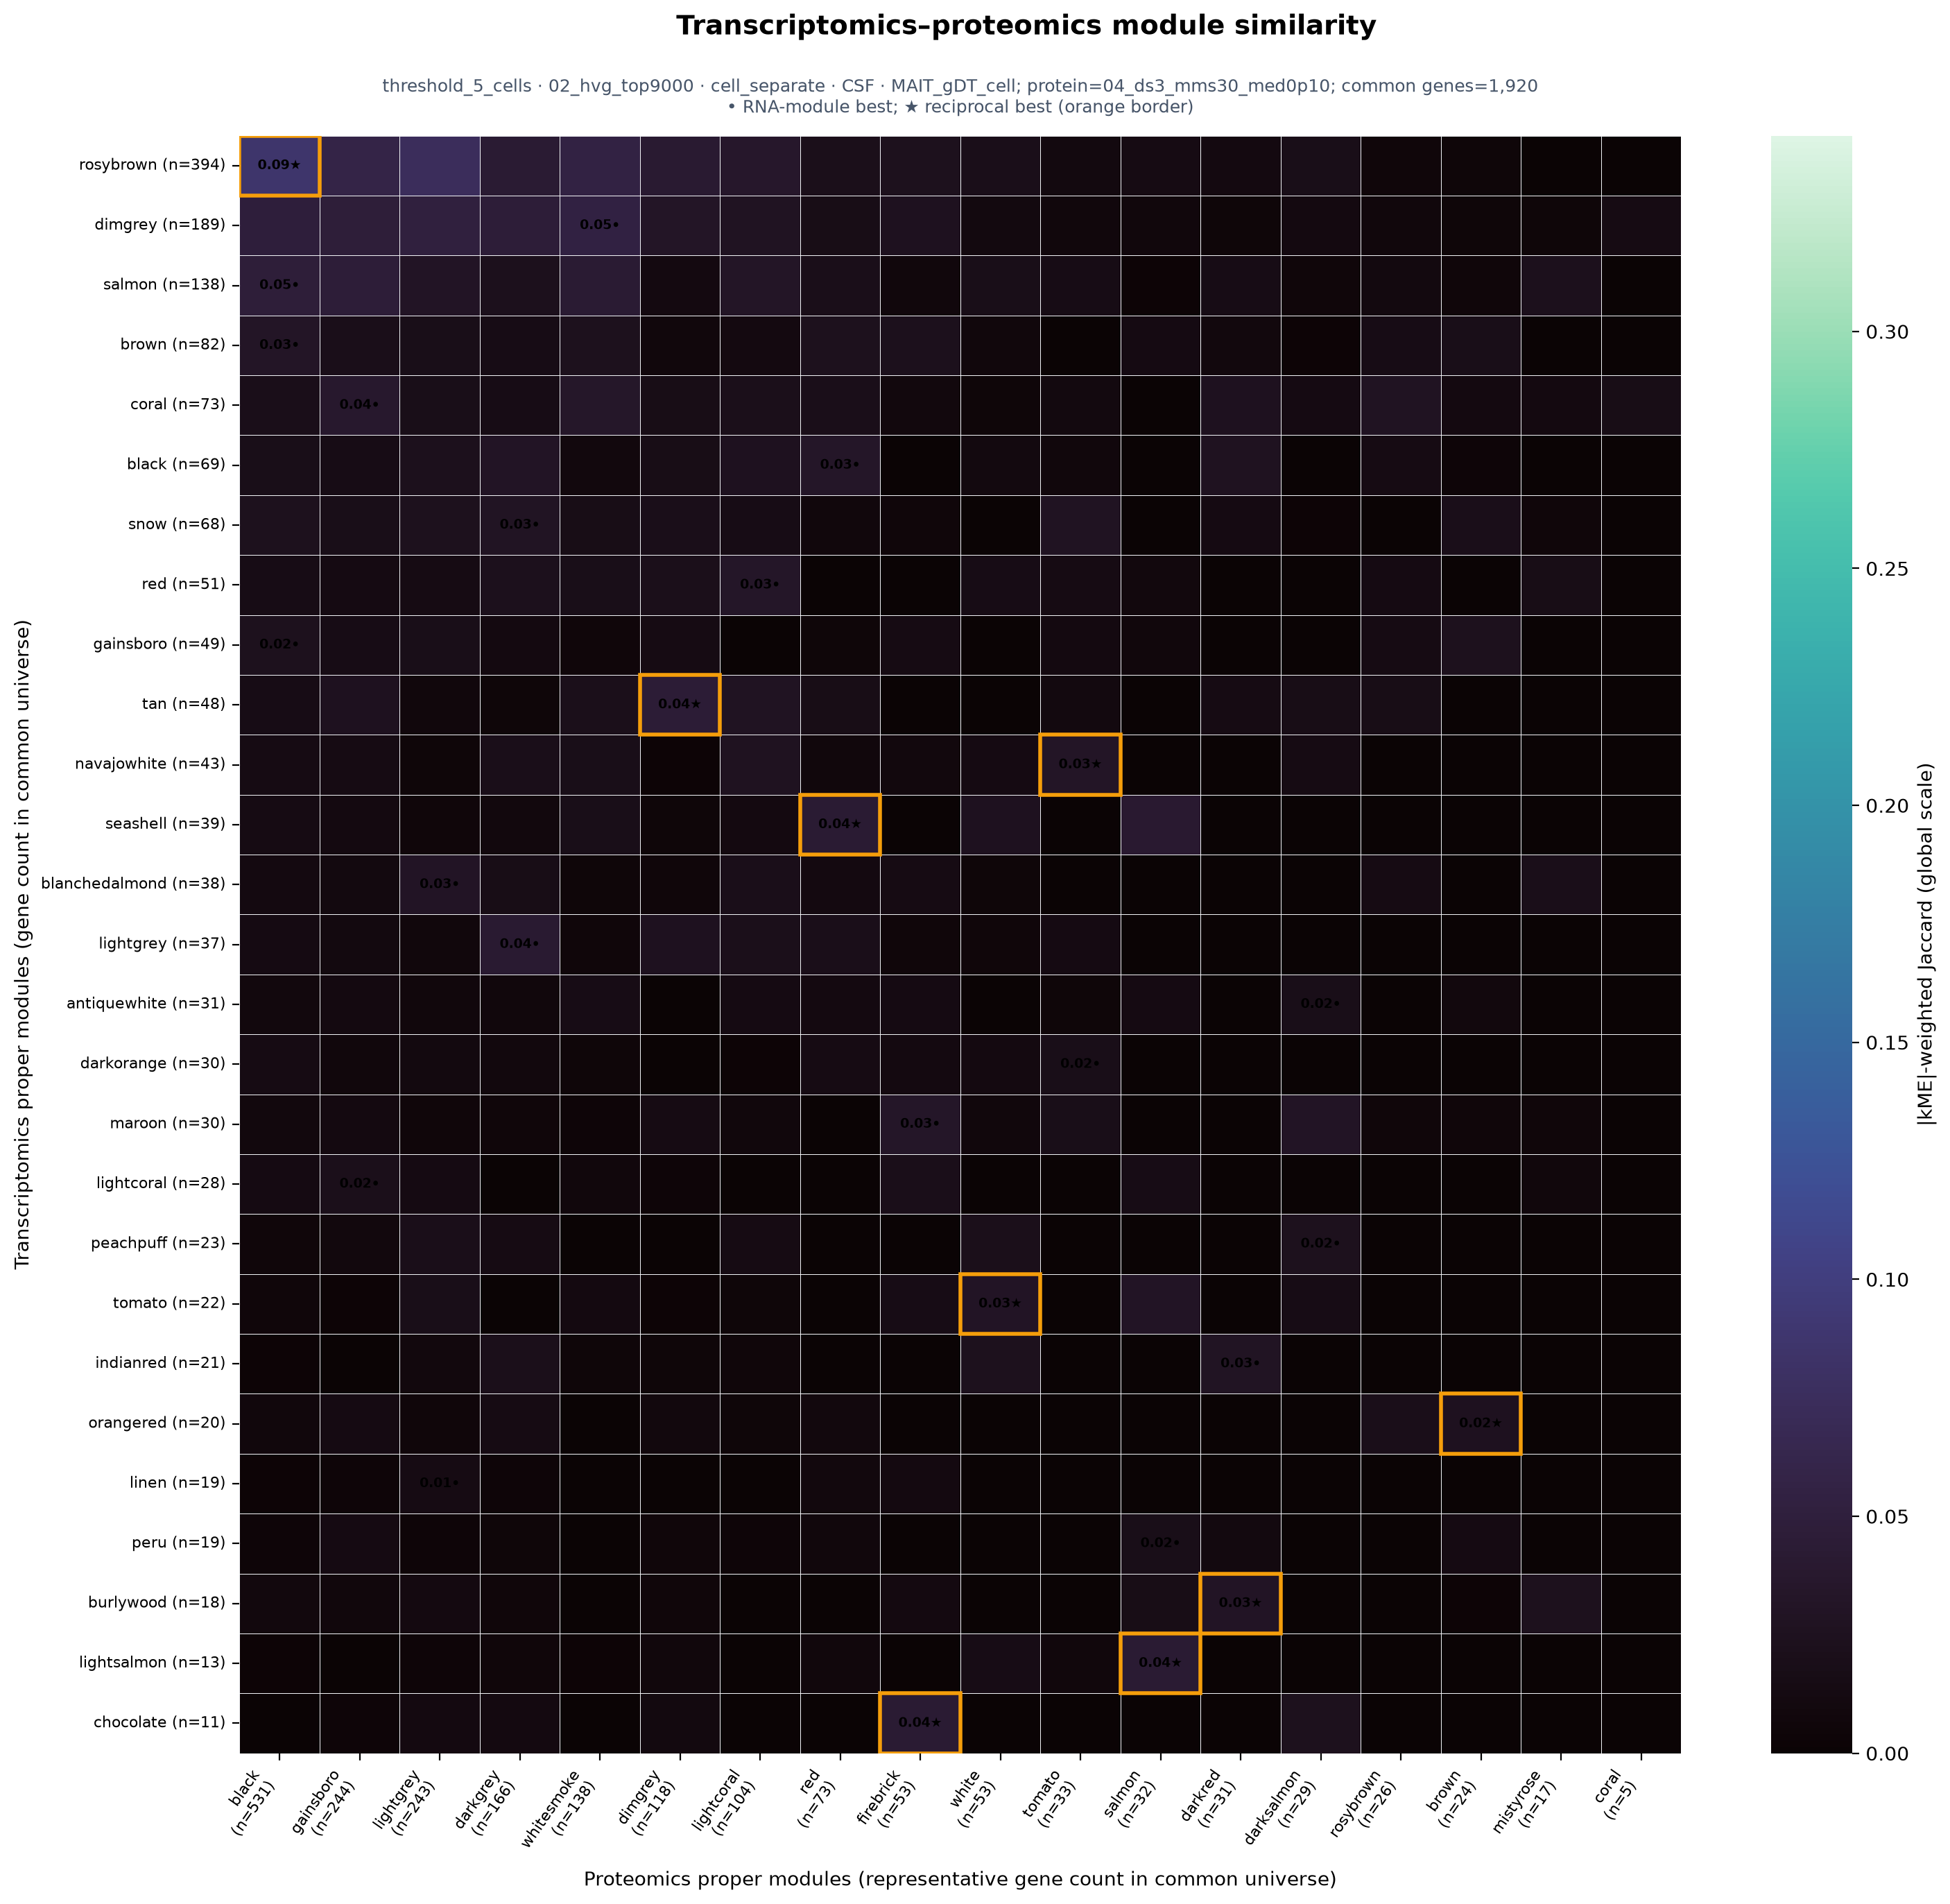 Transcriptomics–proteomics module similarity
threshold_5_cells · 02_hvg_top9000 · cell_separate · CSF · MAIT_gDT_cell; protein=04_ds3_mms30_med0p10; common genes=1,920
• RNA-module best; ★ reciprocal best (orange border)
Transcriptomics proper modules (gene count in common universe)
rosybrown (n=394)
0.09★
dimgrey (n=189)
0.05•
salmon (n=138)
0.05•
brown (n=82)
0.03•
coral (n=73)
0.04•
black (n=69)
0.03•
snow (n=68)
0.03•
red (n=51)
0.03•
gainsboro (n=49)
0.02•
tan (n=48)
0.04★
navajowhite (n=43)
0.03★
seashell (n=39)
0.04★
blanchedalmond (n=38)
0.03•
lightgrey (n=37)
0.04•
antiquewhite (n=31)
0.02•
darkorange (n=30)
0.02•
maroon (n=30)
0.03•
lightcoral (n=28)
0.02•
peachpuff (n=23)
0.02•
tomato (n=22)
0.03★
indianred (n=21)
0.03•
orangered (n=20)
0.02★
linen (n=19)
0.01•
peru (n=19)
0.02•
burlywood (n=18)
0.03★
lightsalmon (n=13)
0.04★
chocolate (n=11)
0.04★
black
(n=531)
gainsboro
(n=244)
lightgrey
(n=243)
darkgrey
(n=166)
whitesmoke
(n=138)
dimgrey
(n=118)
lightcoral
(n=104)
red
(n=73)
firebrick
(n=53)
white
(n=53)
tomato
(n=33)
salmon
(n=32)
darkred
(n=31)
darksalmon
(n=29)
rosybrown
(n=26)
brown
(n=24)
mistyrose
(n=17)
coral
(n=5)
Proteomics proper modules (representative gene count in common universe)
0.30
0.25
0.20
0.15
0.10
0.05
0.00
|kME|-weighted Jaccard (global scale)